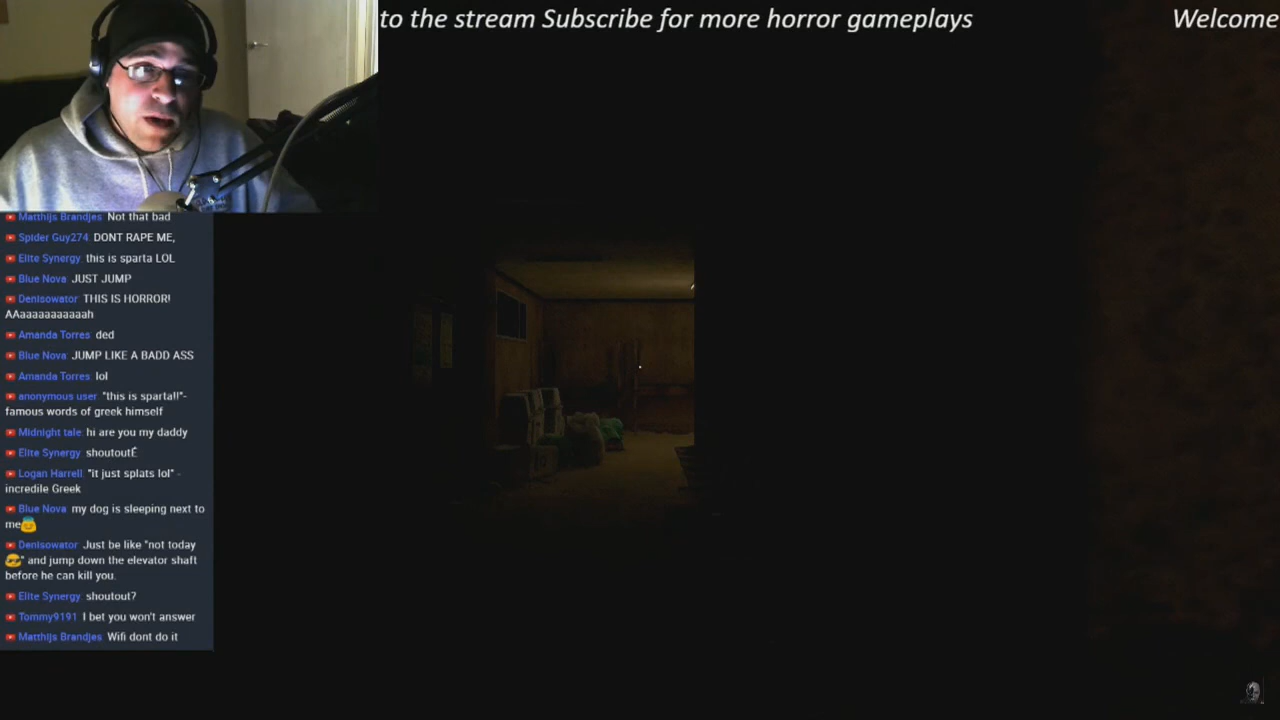 to the stream Subscribe for more horror gameplays Welcome
Matthijs Brandjes Not that bad
Spider Guy274 DONT RAPE ME,
Elite Synergy this is sparta LOL
Blue Nova JUST JUMP
Denisowator THIS IS HORROR!
AAaaaaaaaaaah
Amanda Torres ded
Blue Nova JUMP LIKE A BADD ASS
Amanda Torres lol
anonymous user "this is sparta!!"-
famous words of greek himself
Midnight tale hi are you my daddy
Elite Synergy shoutoutÉ
Logan Harrell "it just splats lol" -
incredile Greek
Blue Nova my dog is sleeping next to
me
Denisowator Just be like "not today
" and jump down the elevator shaft
before he can kill you.
Elite Synergy shoutout?
Tommy9191 I bet you won't answer
Matthijs Brandjes Wifi dont do it